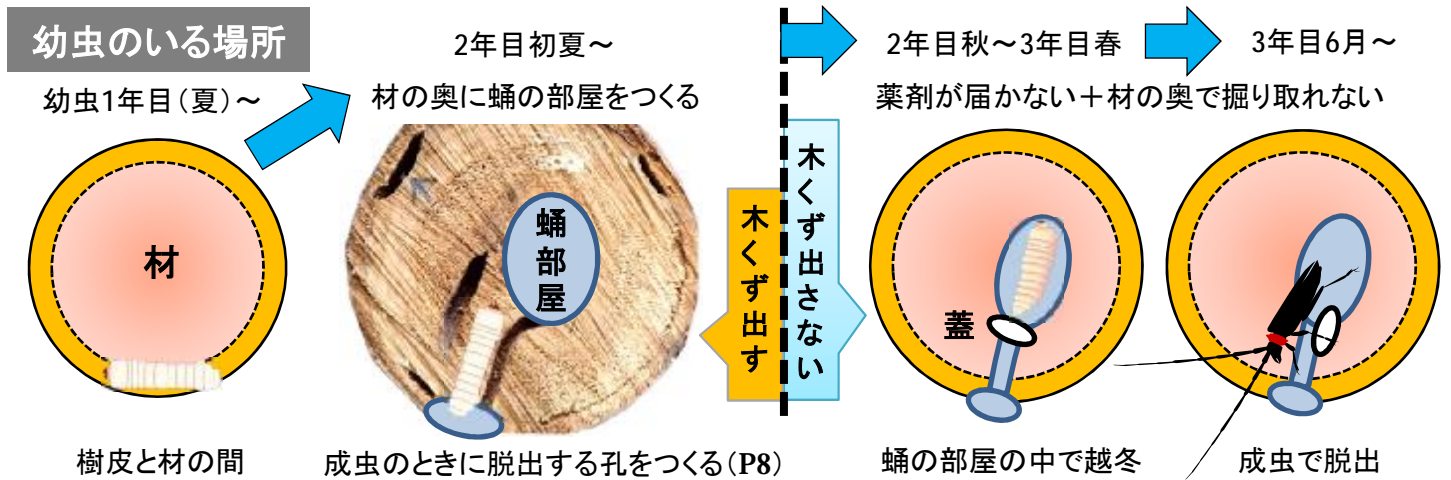 幼虫のいる場所
幼虫1年目(夏)~
材
樹皮と材の間
2年目初夏~
材の奥に蛹の部屋をつくる
蛹部屋
成虫のときに脱出する孔をつくる(P8)
木くず出す
木くず出さない
2年目秋~3年目春
3年目6月~
薬剤が届かない+材の奥で掘り取れない
蓋
蛹の部屋の中で越冬
成虫で脱出